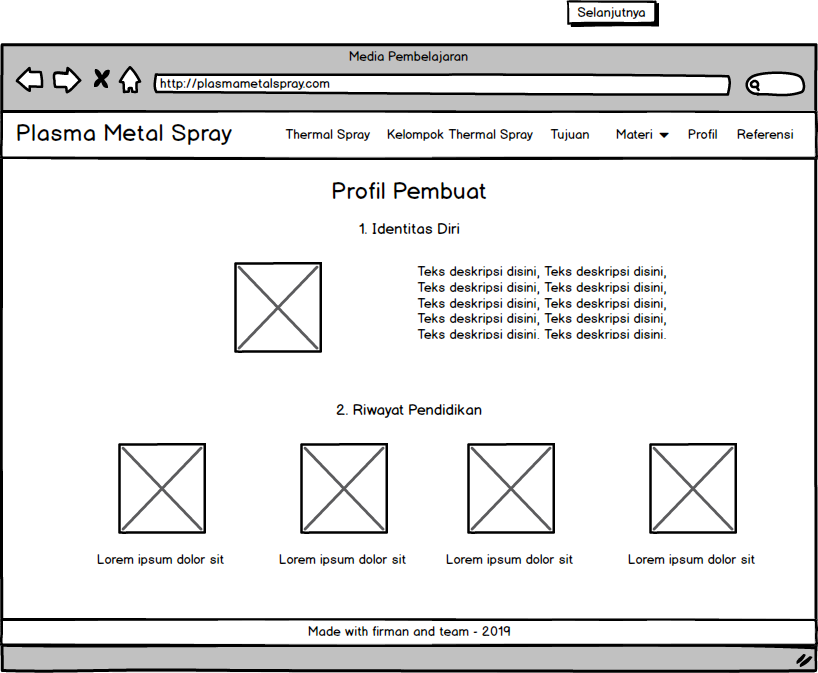 Selanjutnya
Media Pembelajaran
http://plasmametalspray.com
Plasma Metal Spray
Thermal Spray Kelompok Thermal Spray Tujuan Materi Profil Referensi
Profil Pembuat
1. Identitas Diri
Teks deskripsi disini, Teks deskripsi disini,
Teks deskripsi disini, Teks deskripsi disini,
Teks deskripsi disini, Teks deskripsi disini,
Teks deskripsi disini, Teks deskripsi disini,
Teks deskripsi disini. Teks deskripsi disini.
2. Riwayat Pendidikan
Lorem ipsum dolor sit Lorem ipsum dolor sit Lorem ipsum dolor sit Lorem ipsum dolor sit
Made with firman and team - 2019